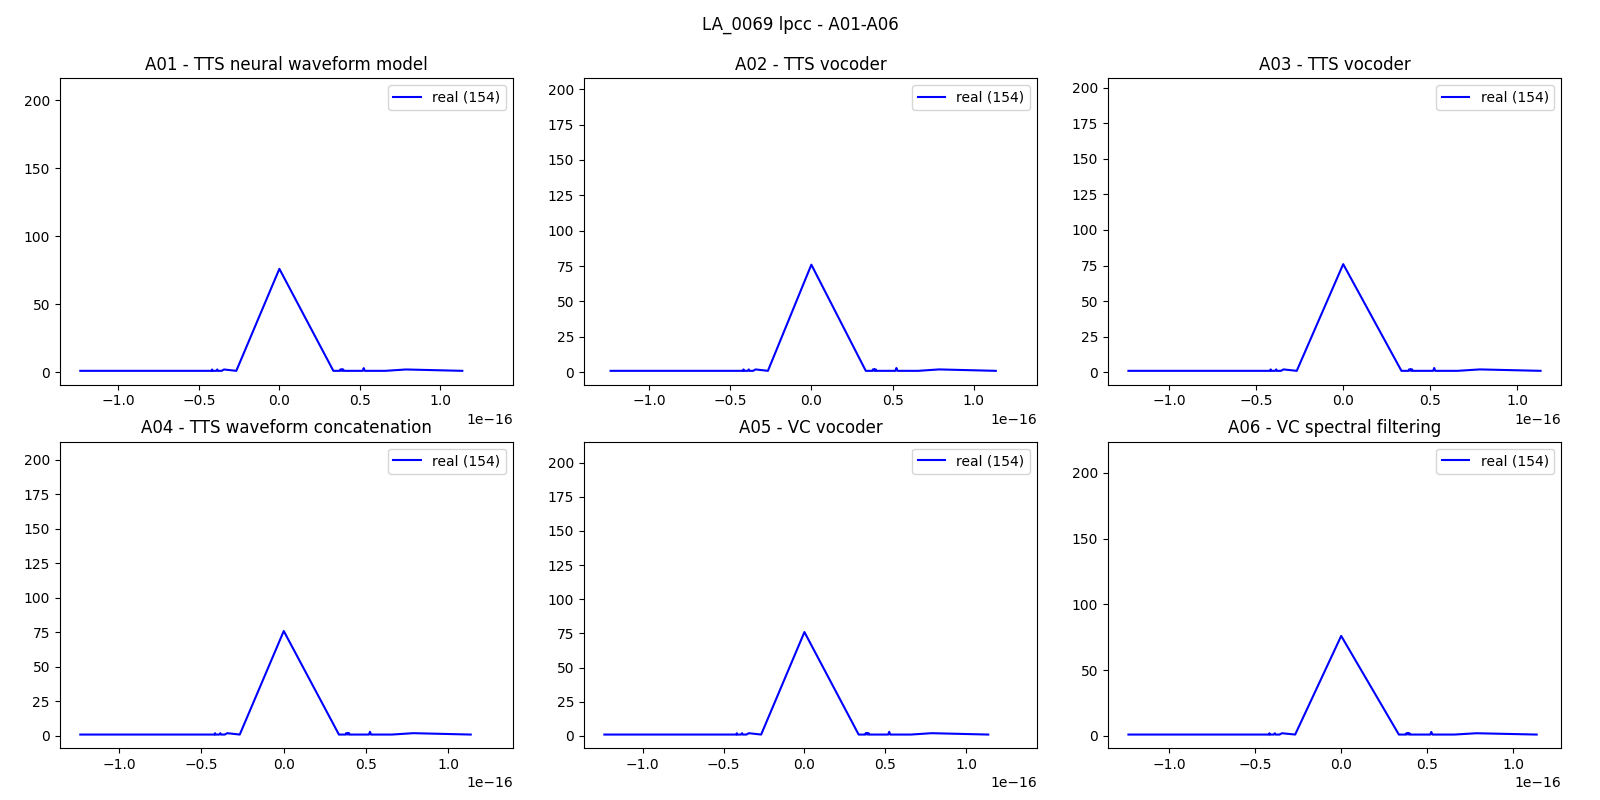 LA_0069 lpcc - A01-A06
A01 - TTS neural waveform model
200
150
100
50
0
−1.0 −0.5 0.0 0.5 1.0
1e−16
real (154)
A02 - TTS vocoder
200
175
150
125
100
75
50
25
0
−1.0 −0.5 0.0 0.5 1.0
1e−16
real (154)
A03 - TTS vocoder
200
175
150
125
100
75
50
25
0
−1.0 −0.5 0.0 0.5 1.0
1e−16
real (154)
A04 - TTS waveform concatenation
200
175
150
125
100
75
50
25
0
−1.0 −0.5 0.0 0.5 1.0
1e−16
real (154)
A05 - VC vocoder
200
175
150
125
100
75
50
25
0
−1.0 −0.5 0.0 0.5 1.0
1e−16
real (154)
A06 - VC spectral filtering
200
150
100
50
0
−1.0 −0.5 0.0 0.5 1.0
1e−16
real (154)